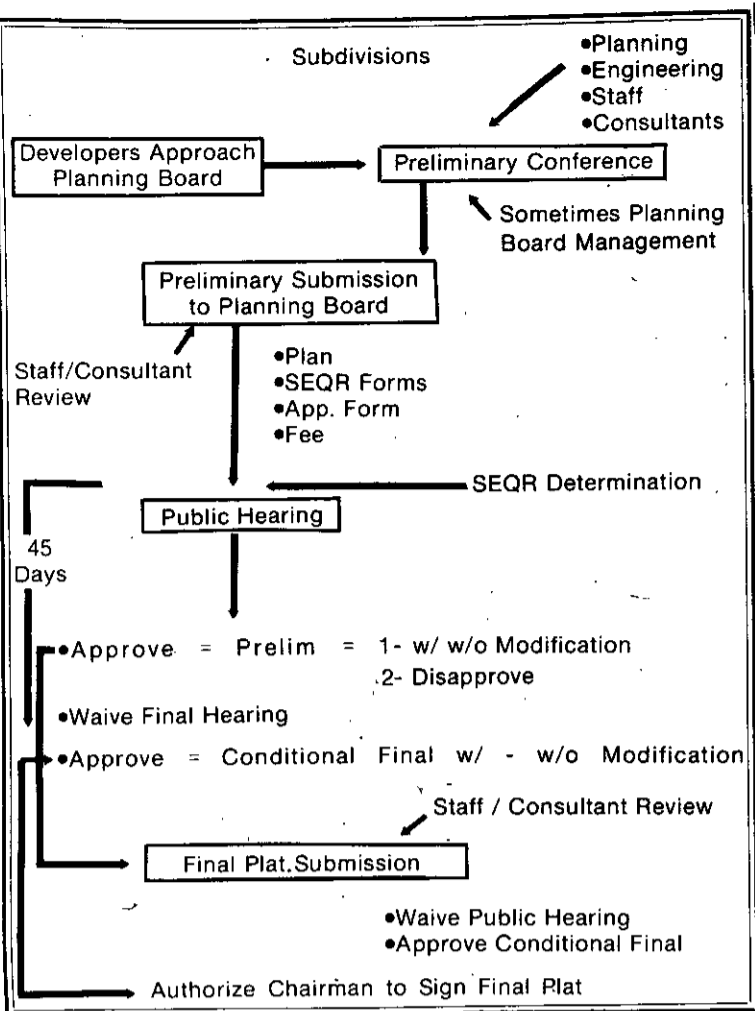 Subdivisions
•Planning
•Engineering
•Staff
•Consultants
Developers Approach
Planning Board
Preliminary Conference
Sometimes Planning
Board Management
Preliminary Submission
to Planning Board
Staff/Consultant
Review
•Plan
•SEQR Forms
•App. Form
•Fee
SEQR Determination
Public Hearing
45
Days
•Approve = Prelim = 1- w/ w/o Modification
2- Disapprove
•Waive Final Hearing
•Approve = Conditional Final w/ - w/o Modification
Staff / Consultant Review
Final Plat.Submission
•Waive Public Hearing
•Approve Conditional Final
Authorize Chairman to Sign Final Plat